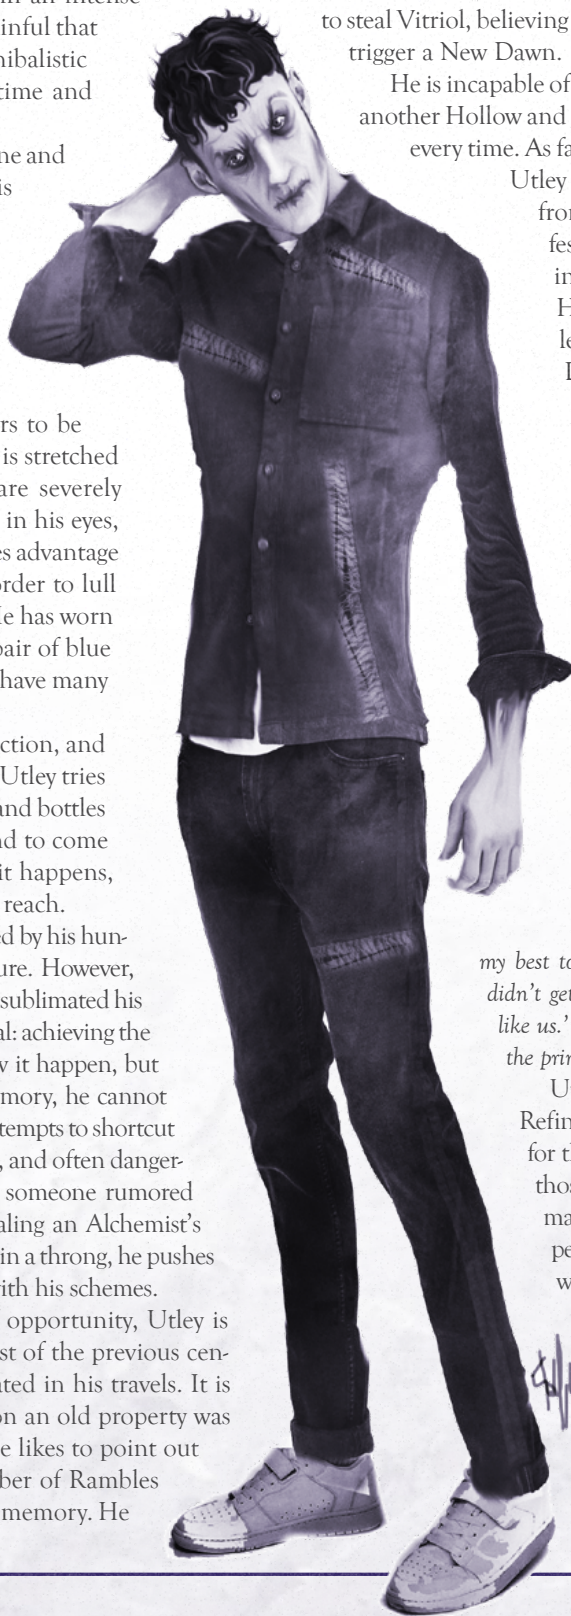 in an intense
inful that
nibalistic
time and
ne and
is
rs to be
is stretched
are severely
in his eyes,
es advantage
order to lull
He has worn
pair of blue
have many
ction, and
Utley tries
and bottles
nd to come
it happens,
reach.
ed by his hun-
ure. However,
sublimated his
al: achieving the
w it happen, but
mory, he cannot
tempts to shortcut
, and often danger-
someone rumored
aling an Alchemist's
in a throng, he pushes
with his schemes.
opportunity, Utley is
st of the previous cen-
ated in his travels. It is
on an old property was
e likes to point out
ber of Rambles
memory. He
to steal Vitriol, believing
trigger a New Dawn.
He is incapable of
another Hollow and
every time. As fa
Utley
fro
fes
in
H
le
my best to
didn't get
like us.'
the prin
U
Refin
for th
thos
ma
pe
w